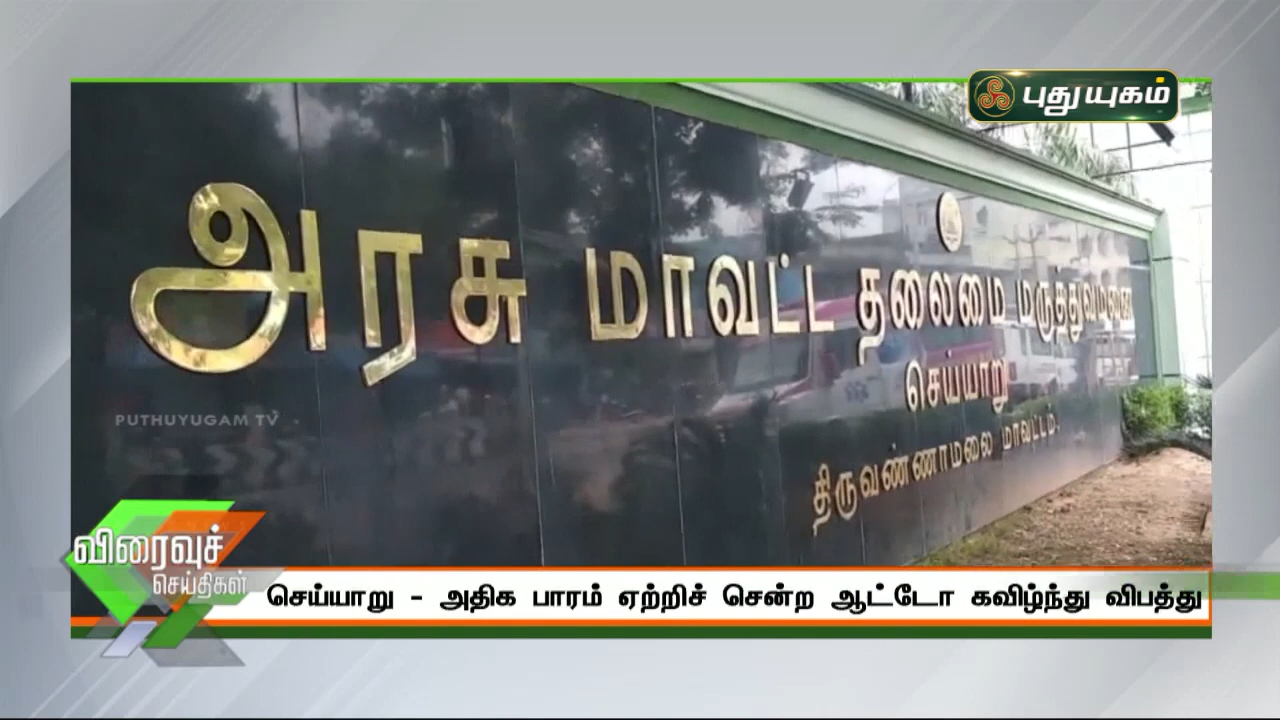 புதுயுகம்
அரசு மாவட்ட தலைமை மருத்துவமனை
செய்யாறு
திருவண்ணாமலை மாவட்டம்.
PUTHUYUGAM TV
விரைவுச்
செய்திகள்
செய்யாறு - அதிக பாரம் ஏற்றிச் சென்ற ஆட்டோ கவிழ்ந்து விபத்து